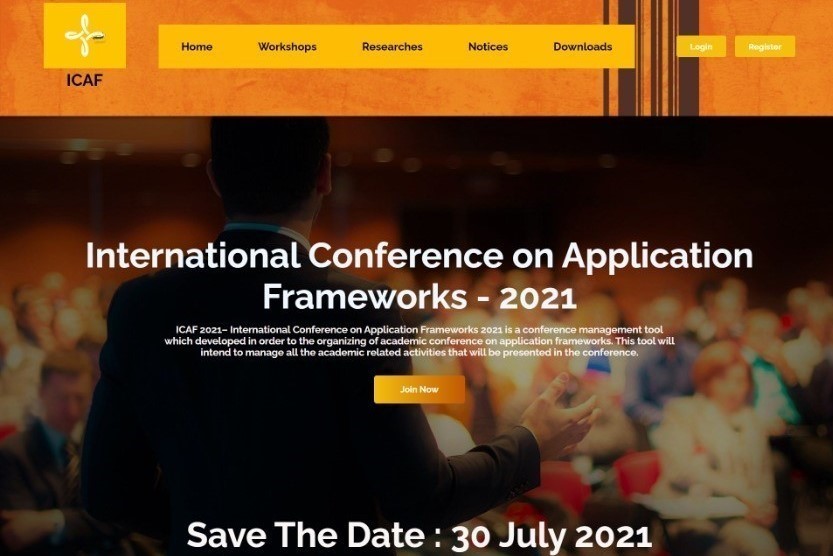 Home Workshops Researches Notices Downloads Login Register
ICAF
International Conference on Application
Frameworks - 2021
ICAF 2021– International Conference on Application Frameworks 2021 is a conference management tool
which developed in order to the organizing of academic conference on application frameworks. This tool will
intend to manage all the academic related activities that will be presented in the conference.
Join Now
Save The Date : 30 July 2021